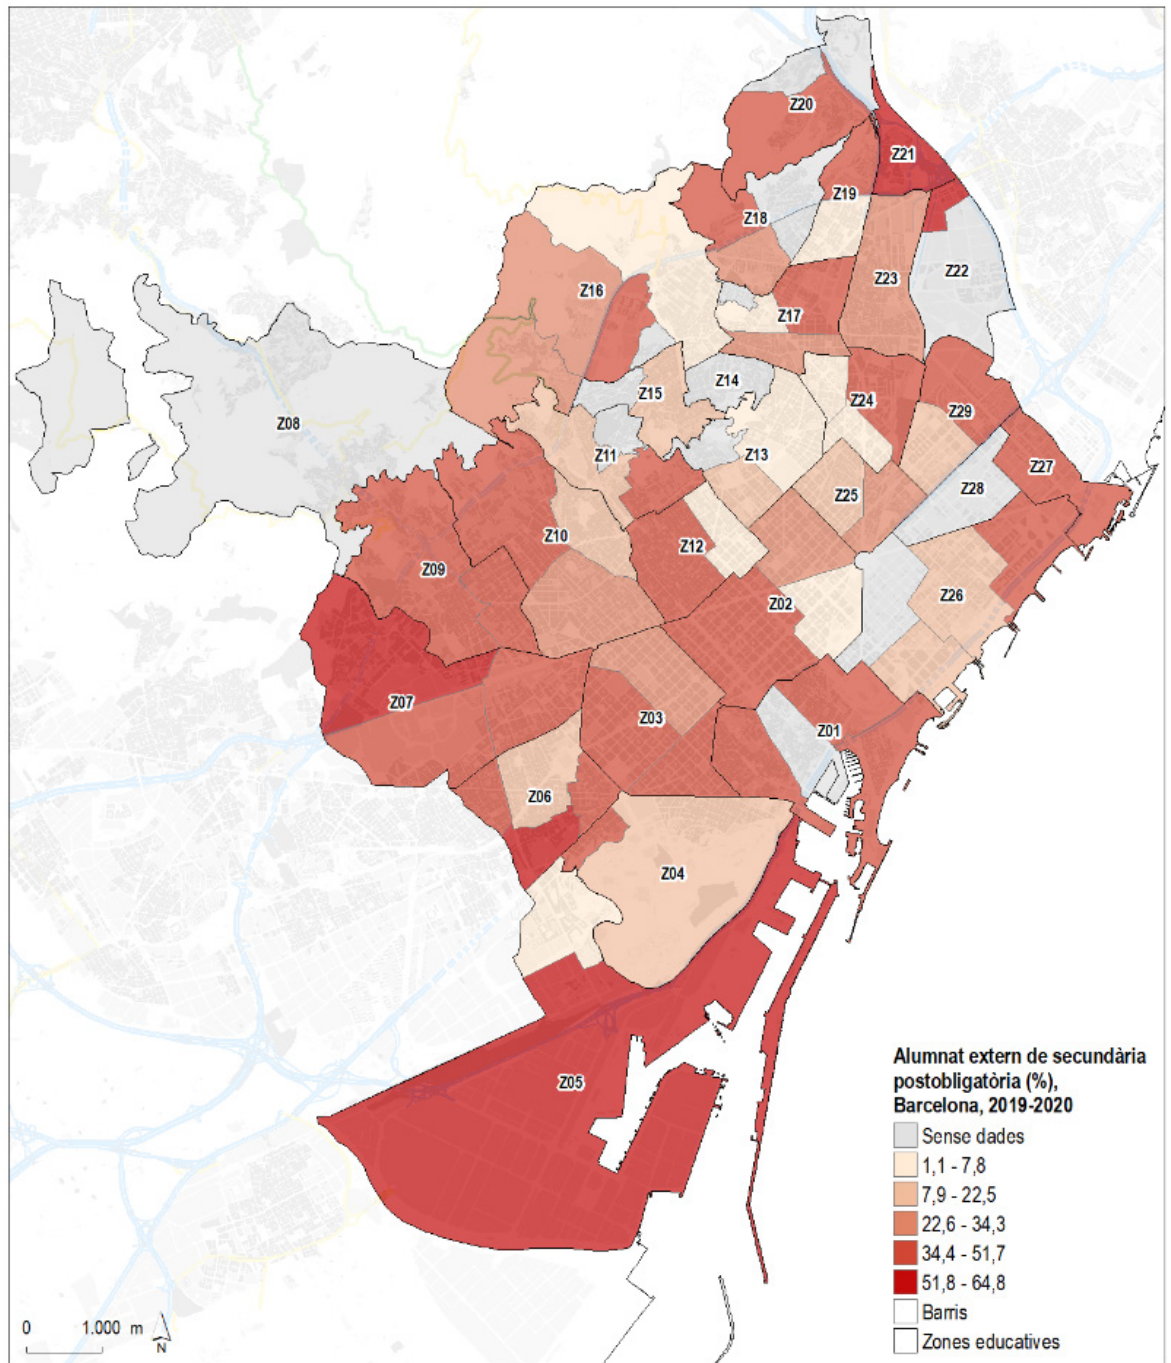 Z20
Z21
Z19
Z18
Z22
Z23
Z16
Z17
Z14
Z15
Z24
Z29
Z08
Z11
Z13
Z27
Z28
Z25
Z10
Z12
Z09
Z02
Z26
Z07
Z03
Z01
Z06
Z04
Z05
Alumnat extern de secundària
postobligatòria (%),
Barcelona, 2019-2020
Sense dades
1,1 - 7,8
7,9 - 22,5
22,6 - 34,3
34,4 - 51,7
51,8 - 64,8
Barris
Zones educatives
0 1.000 m
N